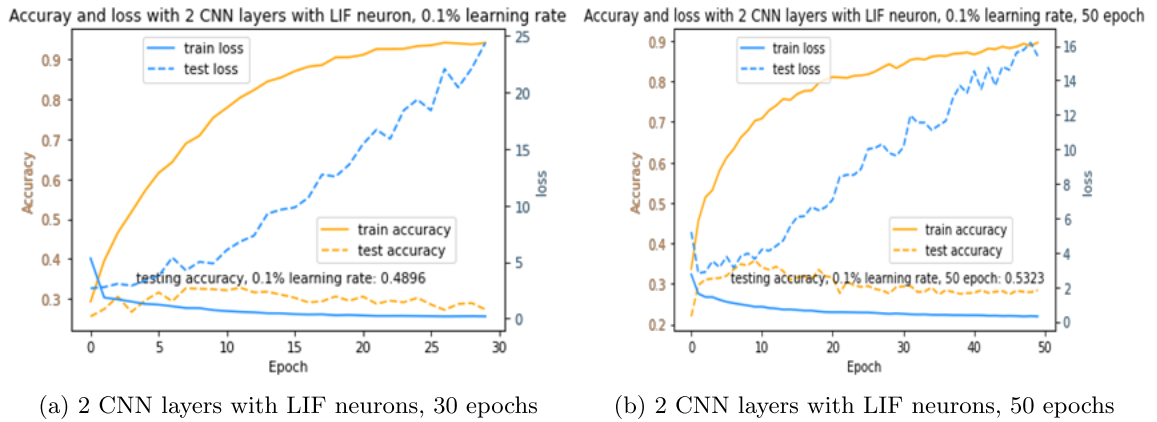 Accuray and loss with 2 CNN layers with LIF neuron, 0.1% learning rate
train loss
test loss
0.9
0.8
0.7
0.6
0.5
0.4
0.3
Accuracy
25
20
15
10
5
0
loss
train accuracy
test accuracy
testing accuracy, 0.1% learning rate: 0.4896
0 5 10 15 20 25 30
Epoch
(a) 2 CNN layers with LIF neurons, 30 epochs
Accuray and loss with 2 CNN layers with LIF neuron, 0.1% learning rate, 50 epoch
train loss
test loss
0.9
0.8
0.7
0.6
0.5
0.4
0.3
0.2
Accuracy
16
14
12
10
8
6
4
2
0
loss
train accuracy
test accuracy
testing accuracy, 0.1% learning rate, 50 epoch: 0.5323
0 10 20 30 40 50
Epoch
(b) 2 CNN layers with LIF neurons, 50 epochs